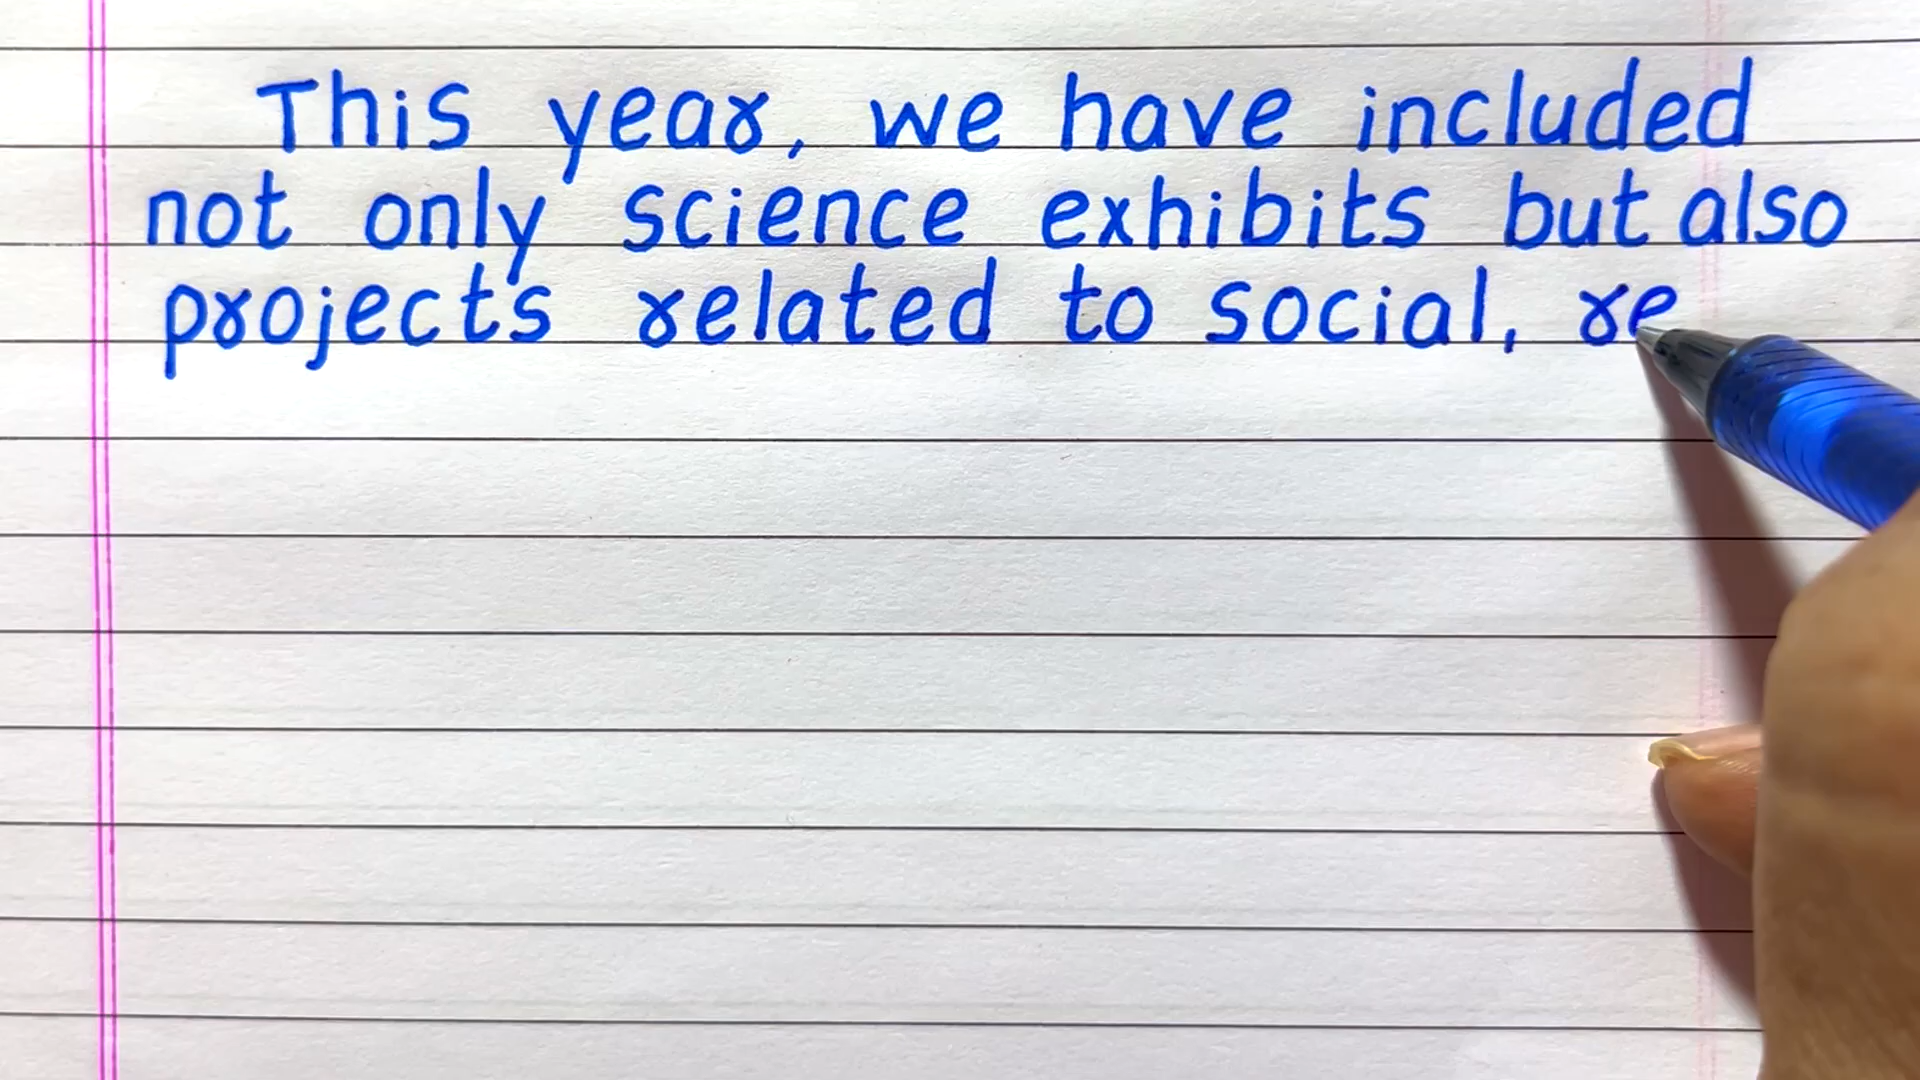 This year, we have included
not only science exhibits but also
projects related to social, re